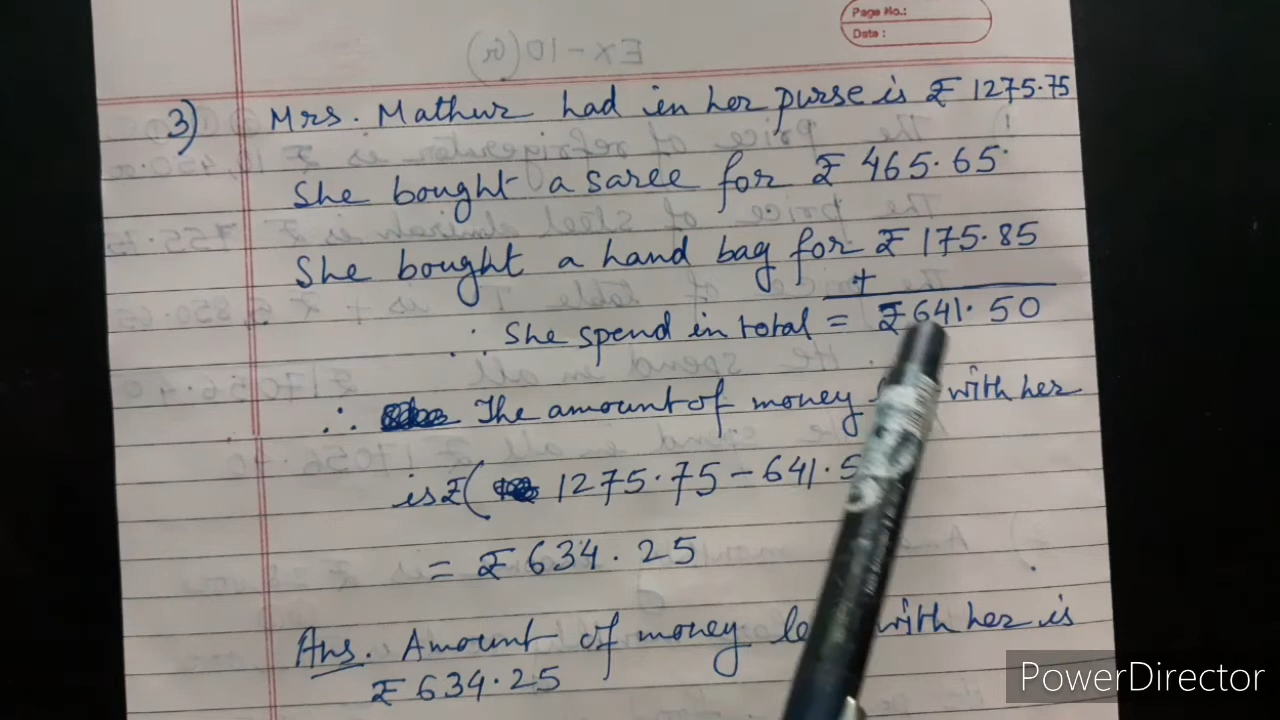 Page No.:
Date :
3) Mrs. Mathur had in her purse is ₹ 1275.75
She bought a saree for ₹ 465.65
She bought a hand bag for ₹ 175.85
+
∴ She spend in total = ₹ 641.50
∴ The amount of money with her
is ₹ ( 1275.75 - 641.5
= ₹ 634.25
Ans. Amount of money with her is
₹ 634.25
PowerDirector